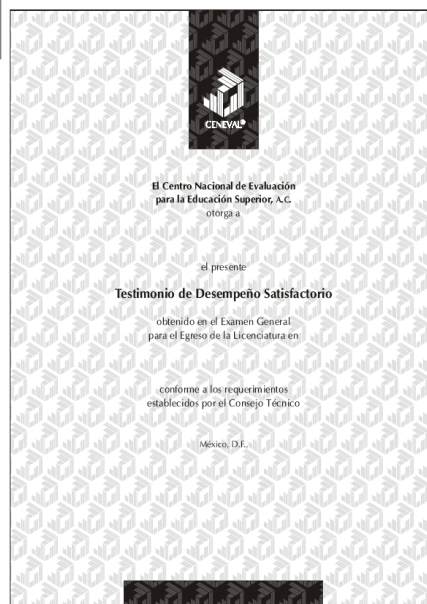 CENEVAL®
El Centro Nacional de Evaluación
para la Educación Superior, A.C.
otorga a
el presente
Testimonio de Desempeño Satisfactorio
obtenido en el Examen General
para el Egreso de la Licenciatura en
conforme a los requerimientos
establecidos por el Consejo Técnico
México, D.F..